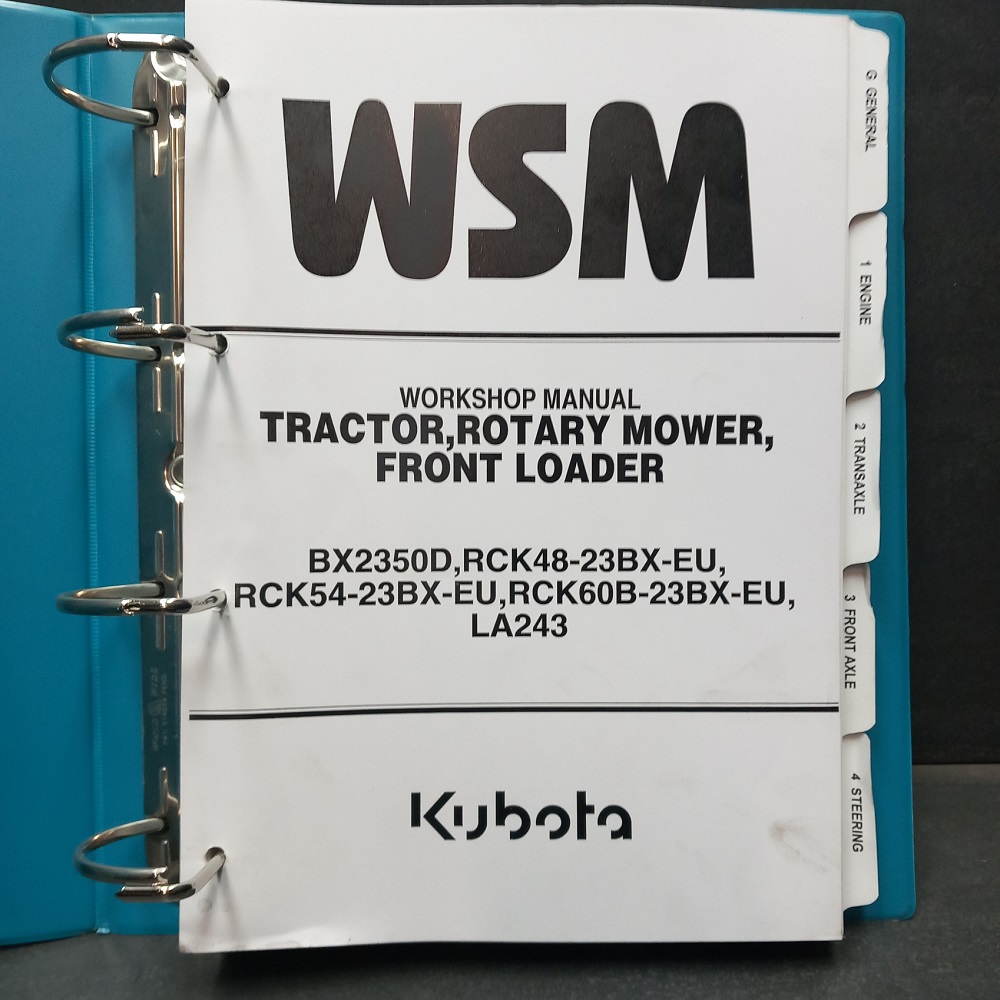 WSM
WORKSHOP MANUAL
TRACTOR,ROTARY MOWER,
FRONT LOADER
BX2350D,RCK48-23BX-EU,
RCK54-23BX-EU,RCK60B-23BX-EU,
LA243
Kubota
G GENERAL
1 ENGINE
2 TRANSAXLE
3 FRONT AXLE
4 STEERING